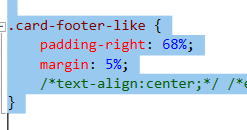 .card-footer-like {
padding-right: 68%;
margin: 5%;
/*text-align:center;*/ /*e
}